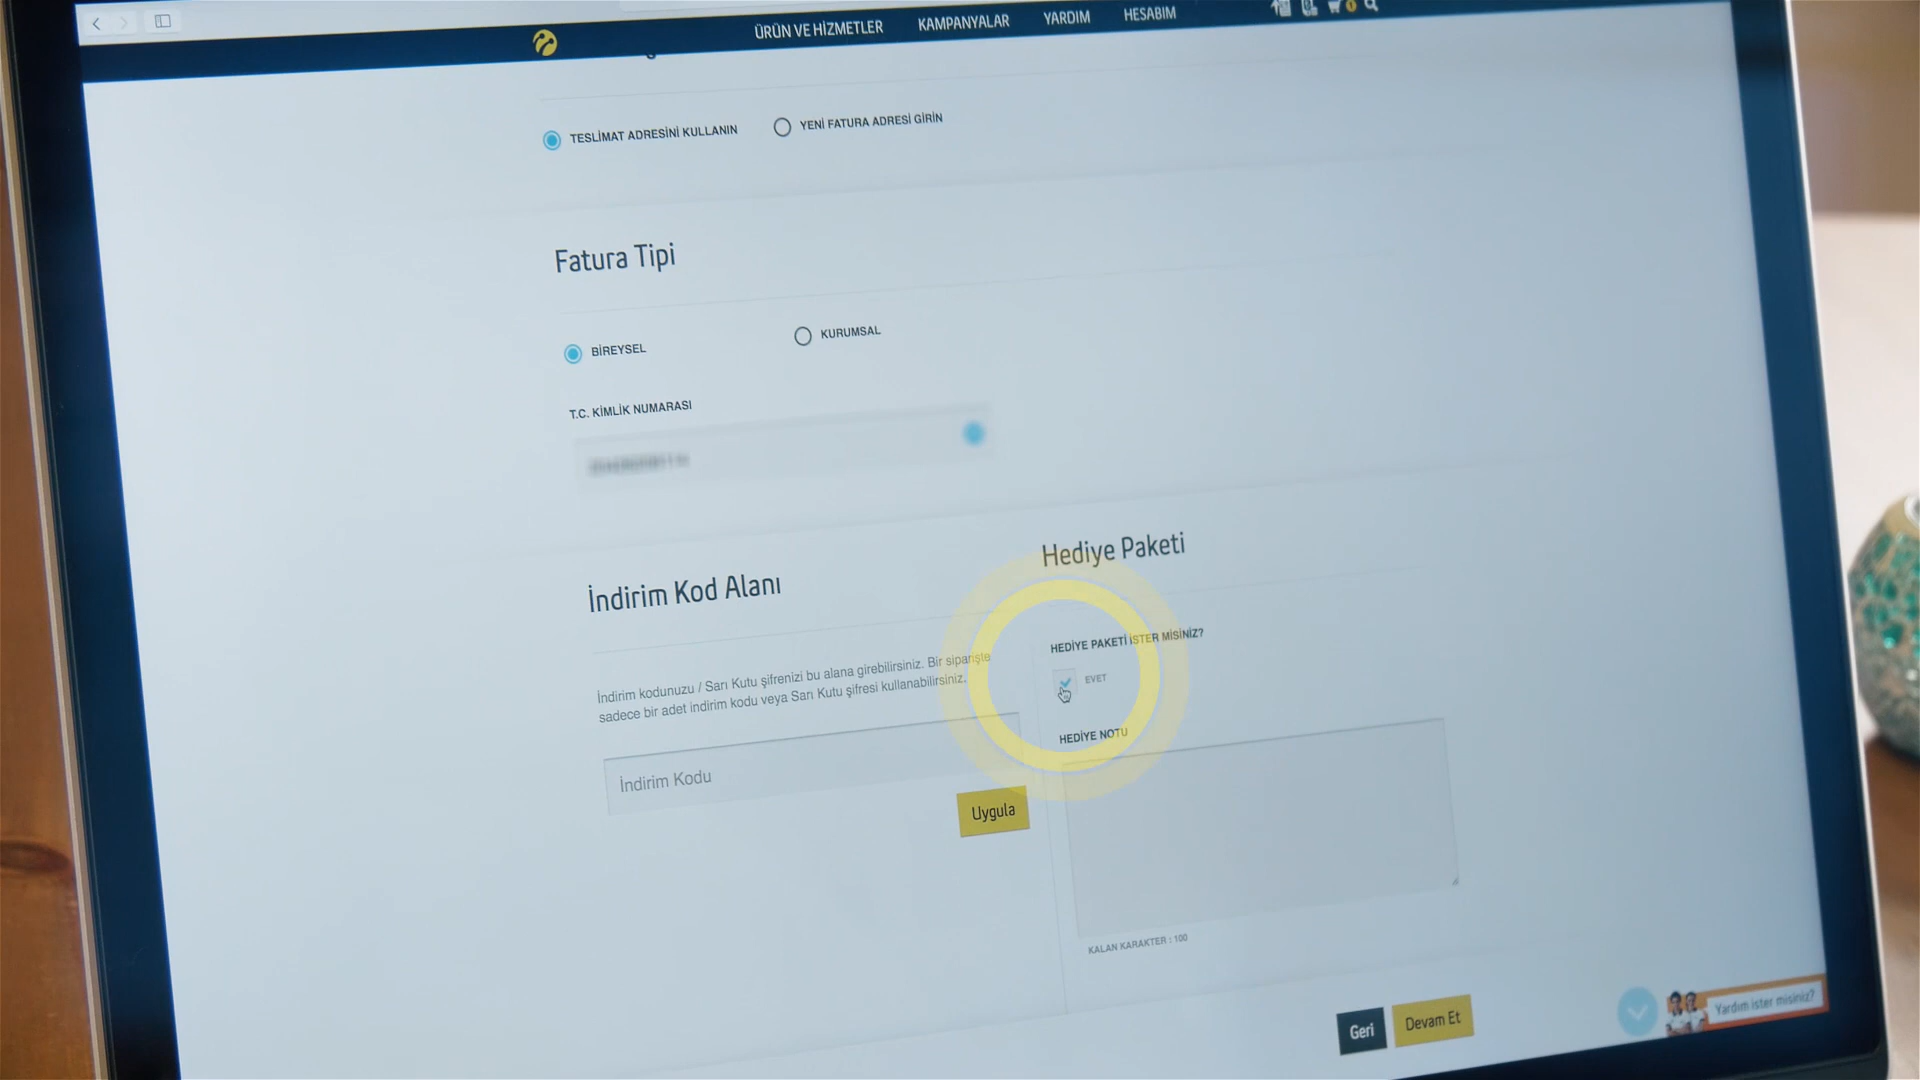 ÜRÜN VE HİZMETLER KAMPANYALAR YARDIM HESABIM
TESLİMAT ADRESİNİ KULLANIN YENİ FATURA ADRESİ GİRİN
Fatura Tipi
BİREYSEL KURUMSAL
T.C. KİMLİK NUMARASI
İndirim Kod Alanı
İndirim kodunuzu / Sarı Kutu şifrenizi bu alana girebilirsiniz. Bir siparişte
sadece bir adet indirim kodu veya Sarı Kutu şifresi kullanabilirsiniz.
İndirim Kodu
Uygula
Hediye Paketi
HEDİYE PAKETİ İSTER MİSİNİZ?
EVET
HEDİYE NOTU
KALAN KARAKTER : 100
Geri Devam Et
Yardım ister misiniz?